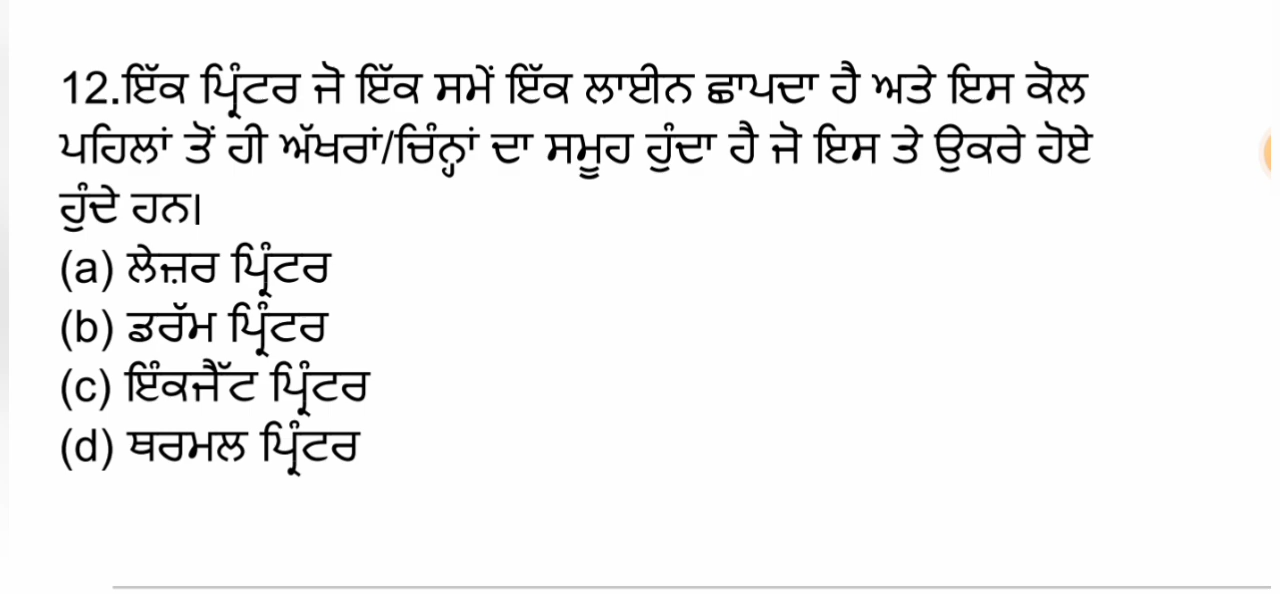 12.ਇੱਕ ਪ੍ਰਿੰਟਰ ਜੋ ਇੱਕ ਸਮੇਂ ਇੱਕ ਲਾਈਨ ਛਾਪਦਾ ਹੈ ਅਤੇ ਇਸ ਕੋਲ
ਪਹਿਲਾਂ ਤੋਂ ਹੀ ਅੱਖਰਾਂ/ਚਿੰਨ੍ਹਾਂ ਦਾ ਸਮੂਹ ਹੁੰਦਾ ਹੈ ਜੋ ਇਸ ਤੇ ਉਕਰੇ ਹੋਏ
ਹੁੰਦੇ ਹਨ।
(a) ਲੇਜ਼ਰ ਪ੍ਰਿੰਟਰ
(b) ਡਰੱਮ ਪ੍ਰਿੰਟਰ
(c) ਇੰਕਜੈੱਟ ਪ੍ਰਿੰਟਰ
(d) ਥਰਮਲ ਪ੍ਰਿੰਟਰ